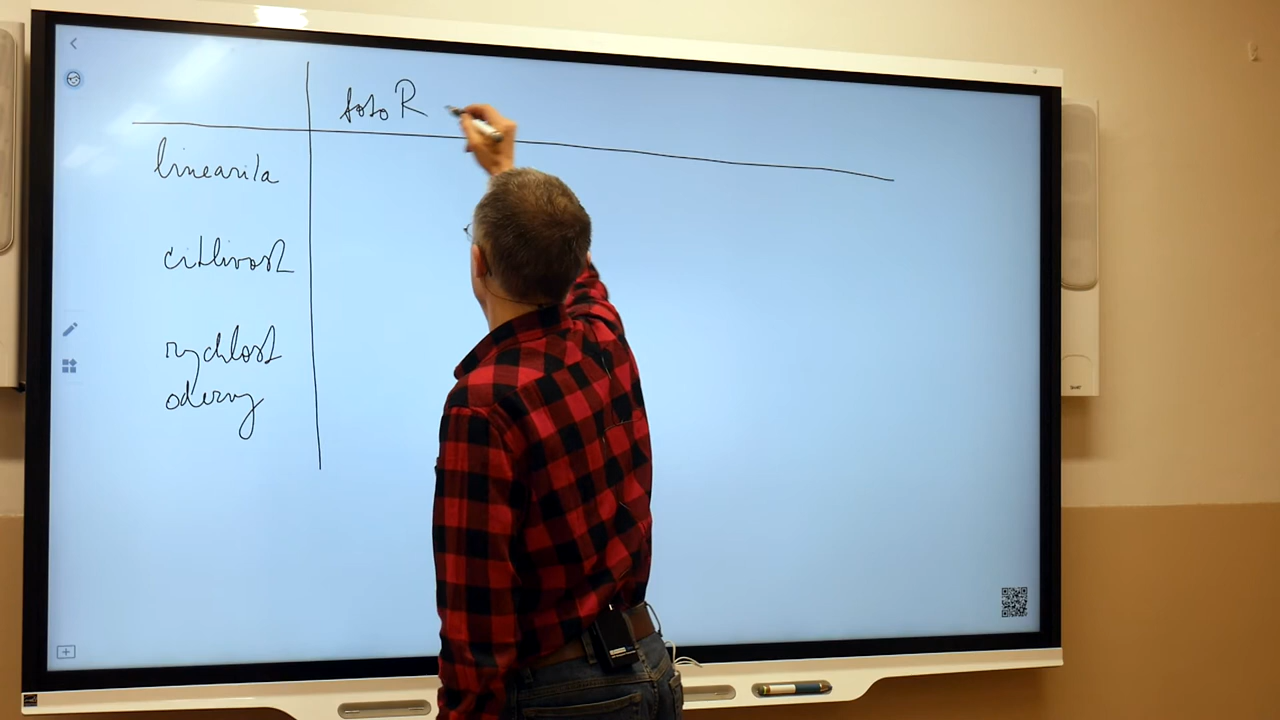 foto R
linearita
citlivost
rychlost
odezvy